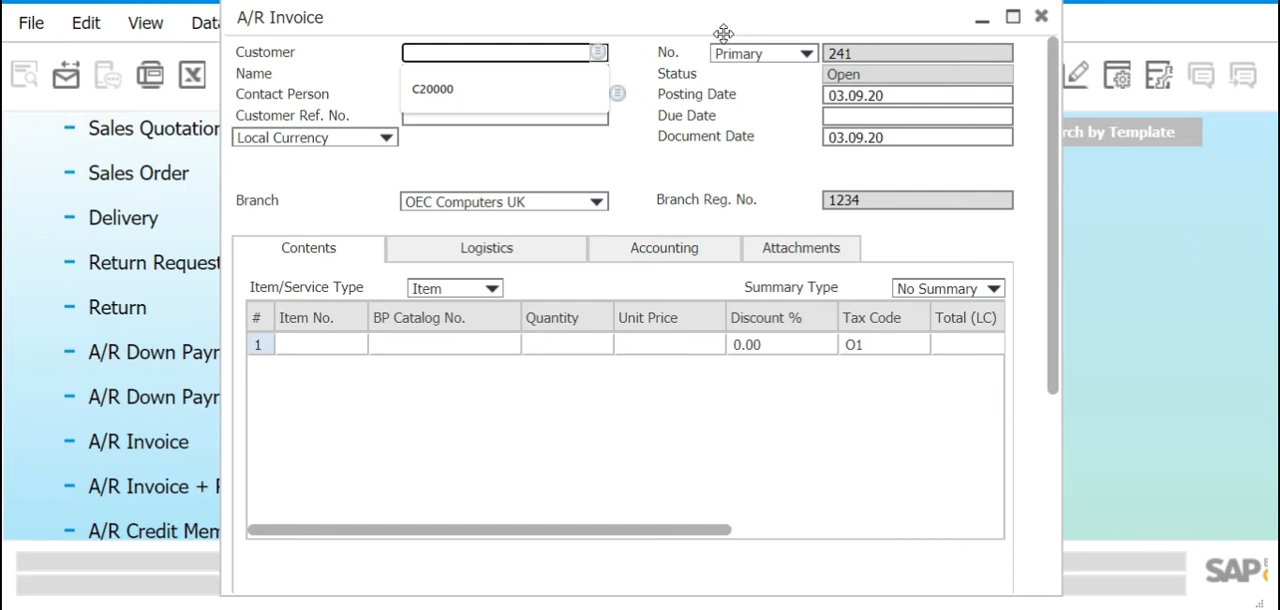 File Edit View Data
A/R Invoice
Customer
Name
Contact Person
Customer Ref. No.
Local Currency
C20000
No. Primary 241
Status Open
Posting Date 03.09.20
Due Date
Document Date 03.09.20
Branch OEC Computers UK
Branch Reg. No. 1234
Contents Logistics Accounting Attachments
Item/Service Type Item
Summary Type No Summary
# Item No. BP Catalog No. Quantity Unit Price Discount % Tax Code Total (LC)
1 0.00 O1
Sales Quotation
Sales Order
Delivery
Return Request
Return
A/R Down Payr
A/R Down Payr
A/R Invoice
A/R Invoice + P
A/R Credit Mem
rch by Template
SAP